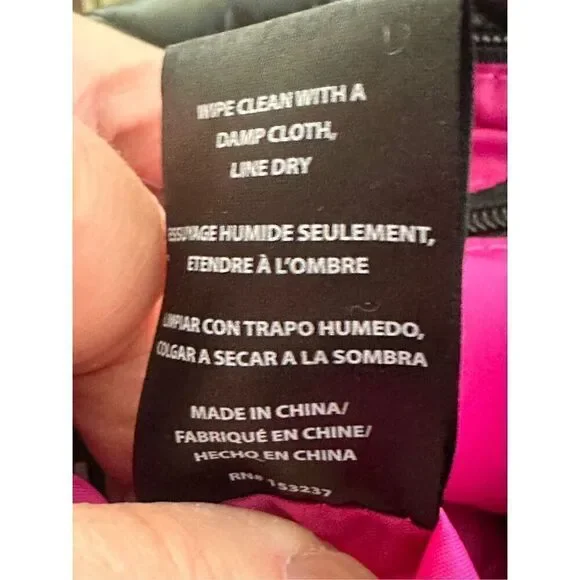 WIPE CLEAN WITH A
DAMP CLOTH,
LINE DRY
ESSUYAGE HUMIDE SEULEMENT,
ETENDRE À L'OMBRE
LIMPIAR CON TRAPO HUMEDO,
COLGAR A SECAR A LA SOMBRA
MADE IN CHINA/
FABRIQUÉ EN CHINE/
HECHO EN CHINA
RN# 153237